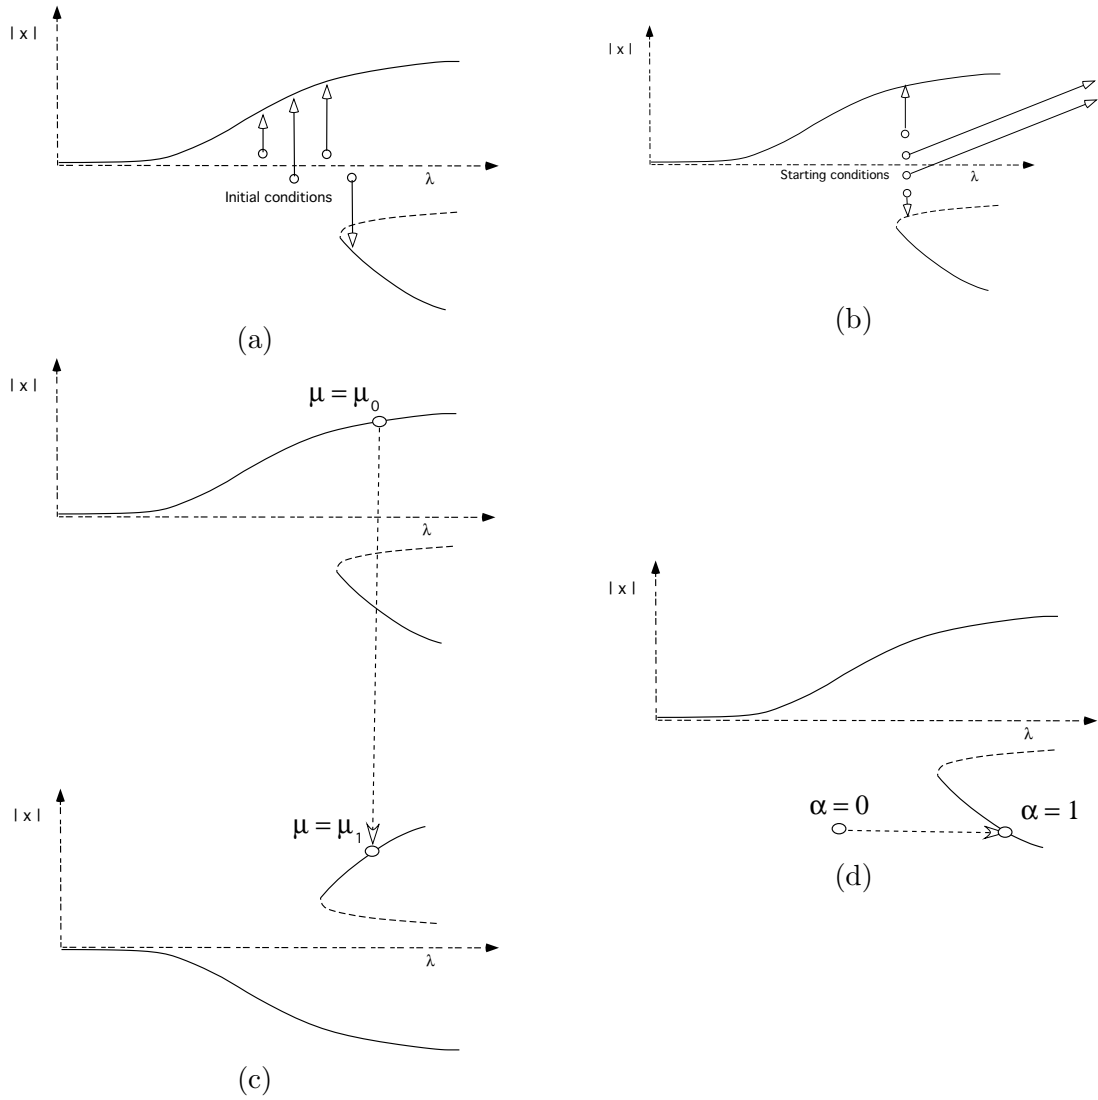 | x |
λ
Initial conditions
(a)
| x |
Starting conditions
λ
(b)
| x |
μ = μ0
λ
| x |
μ = μ1
λ
(c)
| x |
λ
α = 0
α = 1
(d)